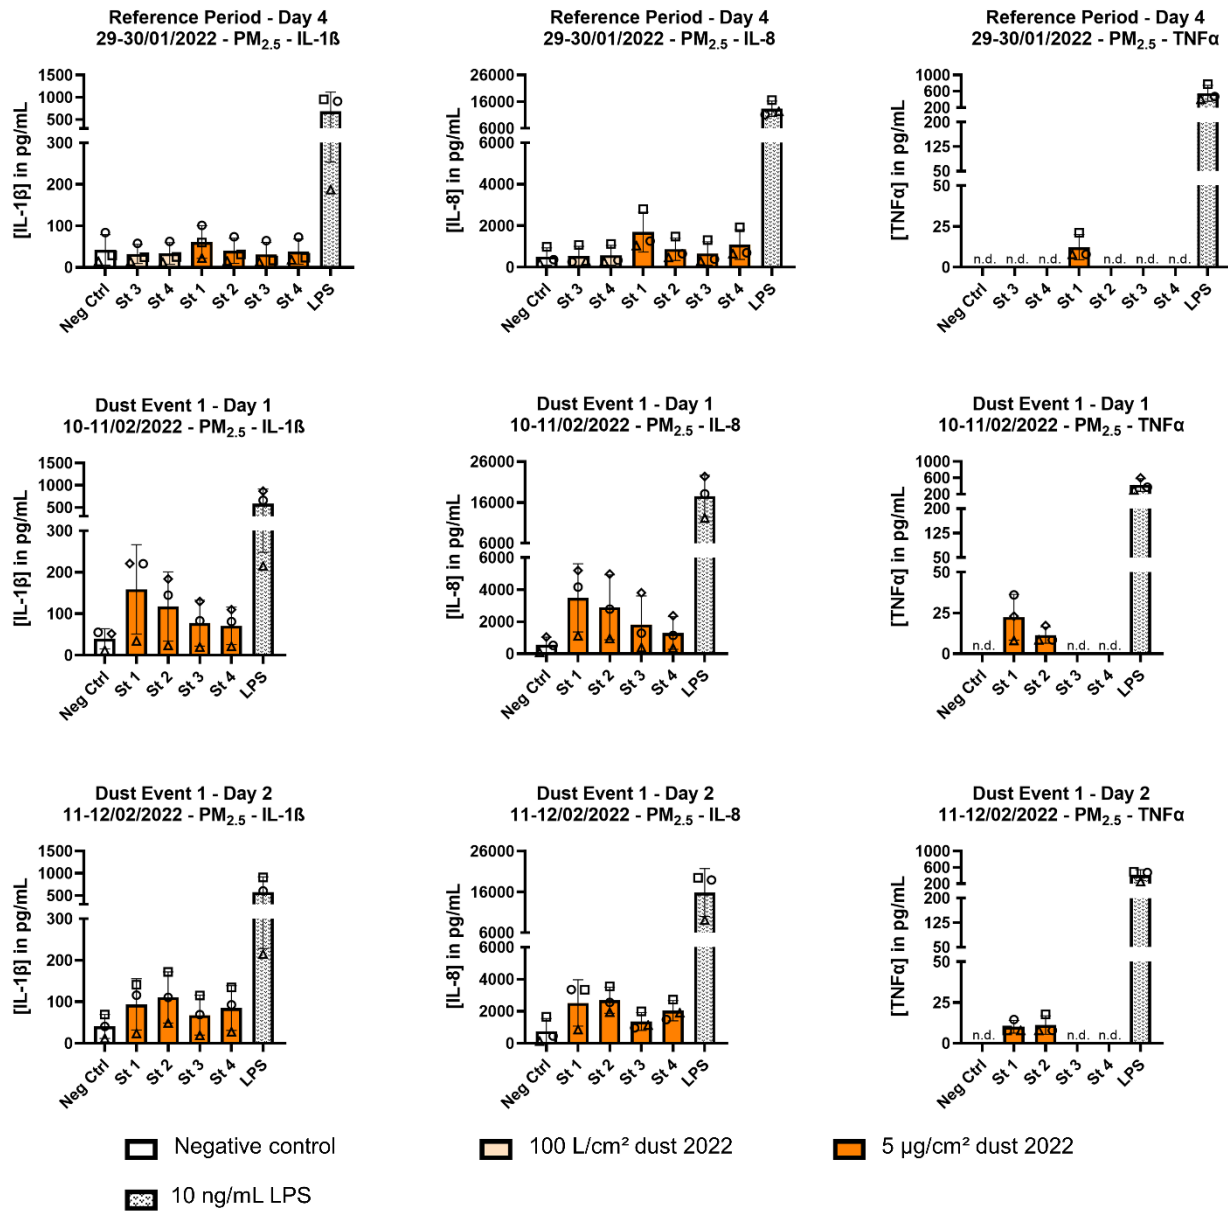 Reference Period - Day 4
29-30/01/2022 - PM2.5 - IL-1ß
[IL-1β] in pg/mL
1500
1000
500
300
200
100
0
Neg Ctrl St 3 St 4 St 1 St 2 St 3 St 4 LPS
Reference Period - Day 4
29-30/01/2022 - PM2.5 - IL-8
[IL-8] in pg/mL
26000
16000
6000
4000
2000
0
Neg Ctrl St 3 St 4 St 1 St 2 St 3 St 4 LPS
Reference Period - Day 4
29-30/01/2022 - PM2.5 - TNFα
[TNFα] in pg/mL
1000
600
200
200
125
50
50
25
0
n.d. n.d. n.d. n.d. n.d. n.d.
Neg Ctrl St 3 St 4 St 1 St 2 St 3 St 4 LPS
Dust Event 1 - Day 1
10-11/02/2022 - PM2.5 - IL-1ß
[IL-1β] in pg/mL
1500
1000
500
300
200
100
0
Neg Ctrl St 1 St 2 St 3 St 4 LPS
Dust Event 1 - Day 1
10-11/02/2022 - PM2.5 - IL-8
[IL-8] in pg/mL
26000
16000
6000
6000
4000
2000
0
Neg Ctrl St 1 St 2 St 3 St 4 LPS
Dust Event 1 - Day 1
10-11/02/2022 - PM2.5 - TNFα
[TNFα] in pg/mL
1000
600
200
200
125
50
50
25
0
n.d. n.d. n.d.
Neg Ctrl St 1 St 2 St 3 St 4 LPS
Dust Event 1 - Day 2
11-12/02/2022 - PM2.5 - IL-1ß
[IL-1β] in pg/mL
1500
1000
500
300
200
100
0
Neg Ctrl St 1 St 2 St 3 St 4 LPS
Dust Event 1 - Day 2
11-12/02/2022 - PM2.5 - IL-8
[IL-8] in pg/mL
26000
16000
6000
6000
4000
2000
0
Neg Ctrl St 1 St 2 St 3 St 4 LPS
Dust Event 1 - Day 2
11-12/02/2022 - PM2.5 - TNFα
[TNFα] in pg/mL
1000
600
200
200
125
50
50
25
0
n.d. n.d. n.d.
Neg Ctrl St 1 St 2 St 3 St 4 LPS
Negative control
100 L/cm² dust 2022
5 µg/cm² dust 2022
10 ng/mL LPS